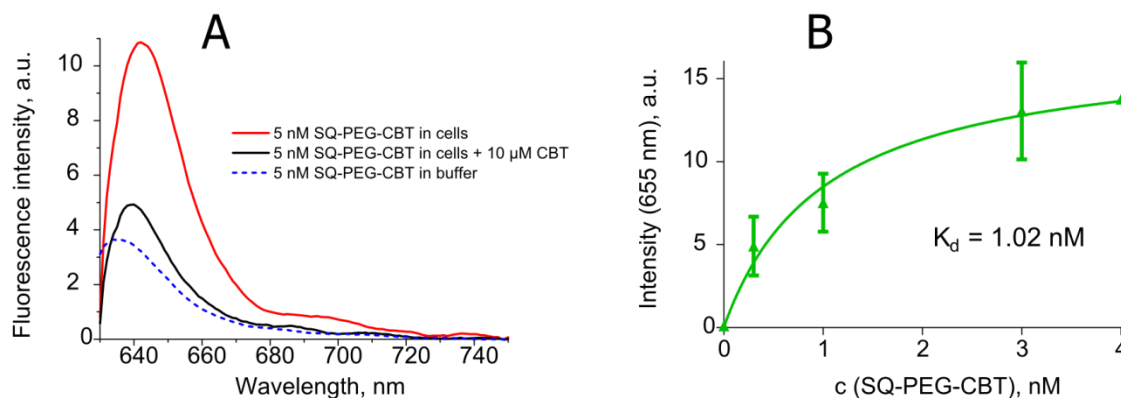 A
Fluorescence intensity, a.u.
10
8
6
4
2
0
5 nM SQ-PEG-CBT in cells
5 nM SQ-PEG-CBT in cells + 10 µM CBT
5 nM SQ-PEG-CBT in buffer
640 660 680 700 720 740
Wavelength, nm
B
Intensity (655 nm), a.u.
15
10
5
0
K_d = 1.02 nM
0 1 2 3 4
c (SQ-PEG-CBT), nM